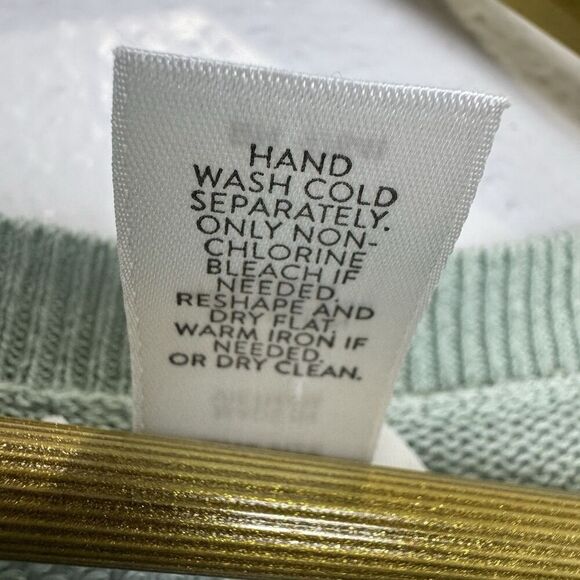 HAND
WASH COLD
SEPARATELY.
ONLY NON-
CHLORINE
BLEACH IF
NEEDED.
RESHAPE AND
DRY FLAT.
WARM IRON IF
NEEDED.
OR DRY CLEAN.